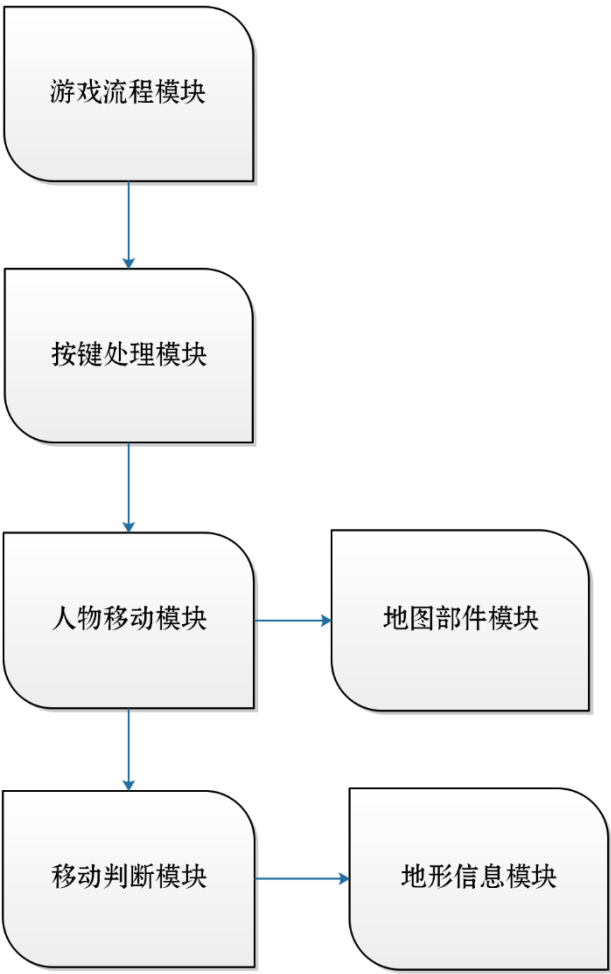 游戏流程模块
按键处理模块
人物移动模块
地图部件模块
移动判断模块
地形信息模块